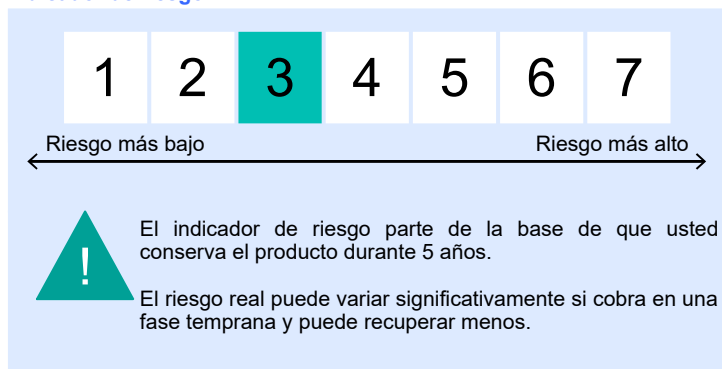 1 2 3 4 5 6 7
Riesgo más bajo Riesgo más alto
! El indicador de riesgo parte de la base de que usted
conserva el producto durante 5 años.
El riesgo real puede variar significativamente si cobra en una
fase temprana y puede recuperar menos.